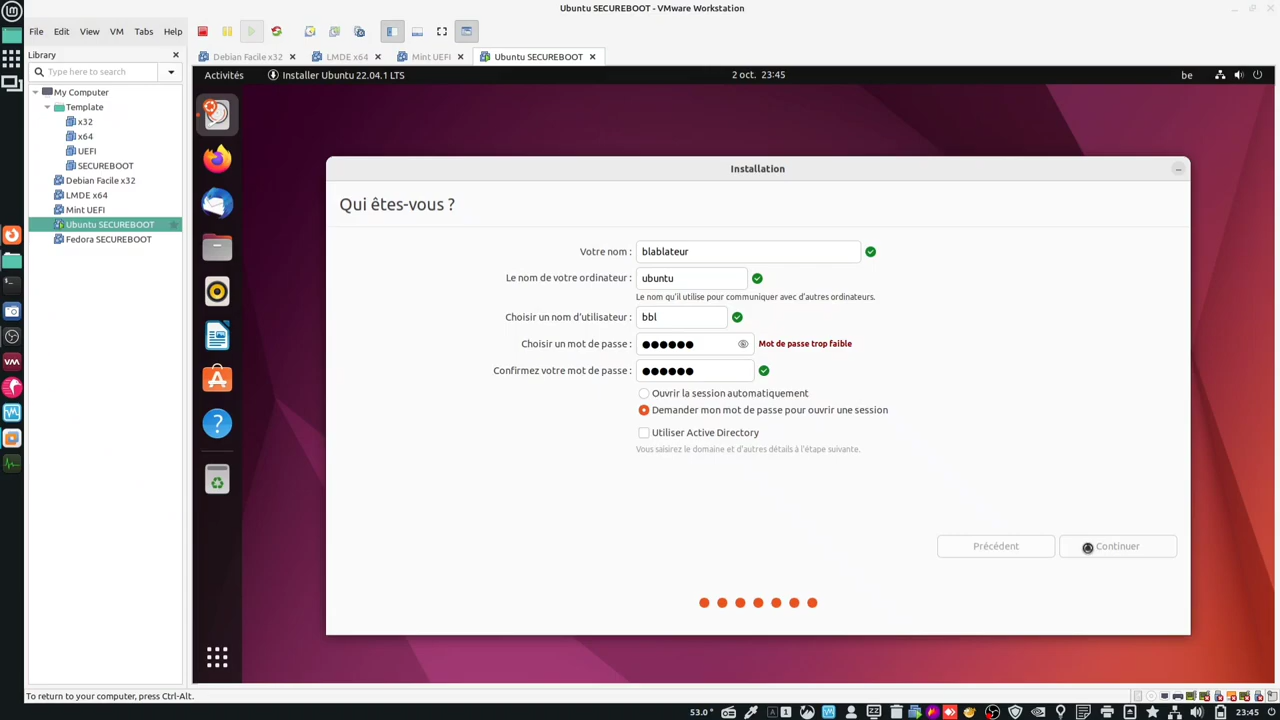 Ubuntu SECUREBOOT - VMware Workstation
File Edit View VM Tabs Help
Library
Debian Facile x32 LMDE x64 Mint UEFI Ubuntu SECUREBOOT
Type here to search
Activités Installer Ubuntu 22.04.1 LTS 2 oct. 23:45 be
My Computer
Template
x32
x64
UEFI
SECUREBOOT
Debian Facile x32
LMDE x64
Mint UEFI
Ubuntu SECUREBOOT
Fedora SECUREBOOT
Installation
Qui êtes-vous ?
Votre nom : blablateur
Le nom de votre ordinateur : ubuntu
Le nom qu'il utilise pour communiquer avec d'autres ordinateurs.
Choisir un nom d'utilisateur : bbl
Choisir un mot de passe : ●●●●●● Mot de passe trop faible
Confirmez votre mot de passe : ●●●●●●
Ouvrir la session automatiquement
Demander mon mot de passe pour ouvrir une session
Utiliser Active Directory
Vous saisirez le domaine et d'autres détails à l'étape suivante.
Précédent Continuer
To return to your computer, press Ctrl-Alt.
53.0° 1 23:45